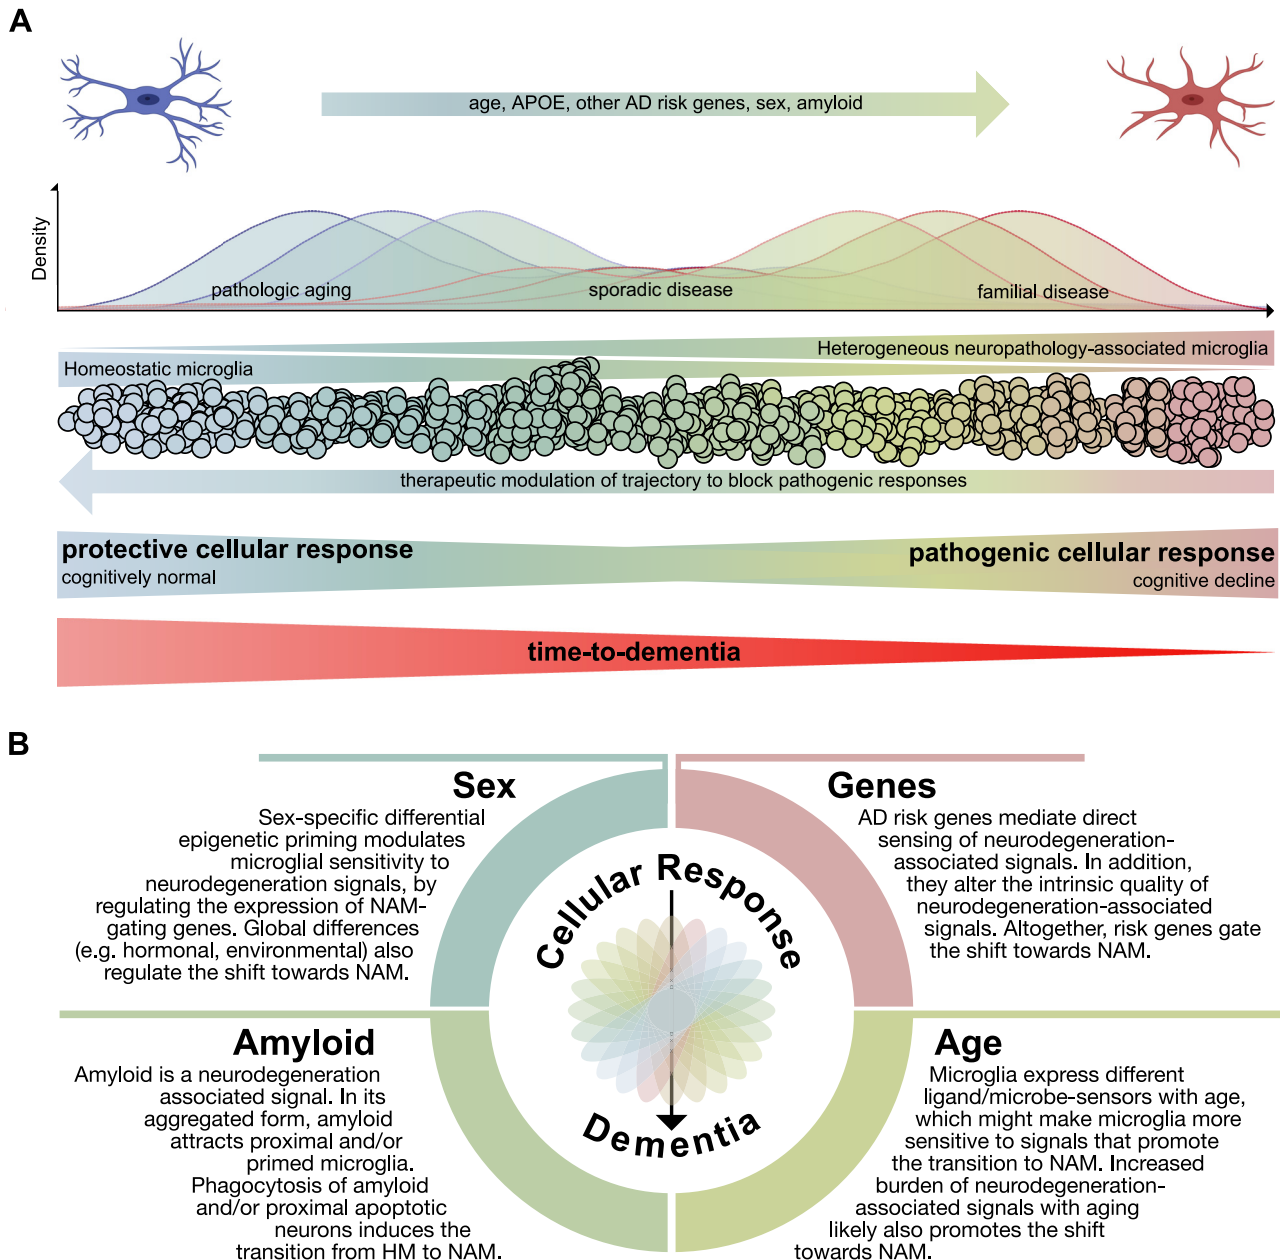 A
age, APOE, other AD risk genes, sex, amyloid
Density
pathologic aging
sporadic disease
familial disease
Heterogeneous neuropathology-associated microglia
Homeostatic microglia
therapeutic modulation of trajectory to block pathogenic responses
protective cellular response
cognitively normal
pathogenic cellular response
cognitive decline
time-to-dementia
B
Sex
Sex-specific differential
epigenetic priming modulates
microglial sensitivity to
neurodegeneration signals, by
regulating the expression of NAM-
gating genes. Global differences
(e.g. hormonal, environmental) also
regulate the shift towards NAM.
Genes
AD risk genes mediate direct
sensing of neurodegeneration-
associated signals. In addition,
they alter the intrinsic quality of
neurodegeneration-associated
signals. Altogether, risk genes gate
the shift towards NAM.
Cellular Response
Dementia
Amyloid
Amyloid is a neurodegeneration
associated signal. In its
aggregated form, amyloid
attracts proximal and/or
primed microglia.
Phagocytosis of amyloid
and/or proximal apoptotic
neurons induces the
transition from HM to NAM.
Age
Microglia express different
ligand/microbe-sensors with age,
which might make microglia more
sensitive to signals that promote
the transition to NAM. Increased
burden of neurodegeneration-
associated signals with aging
likely also promotes the shift
towards NAM.